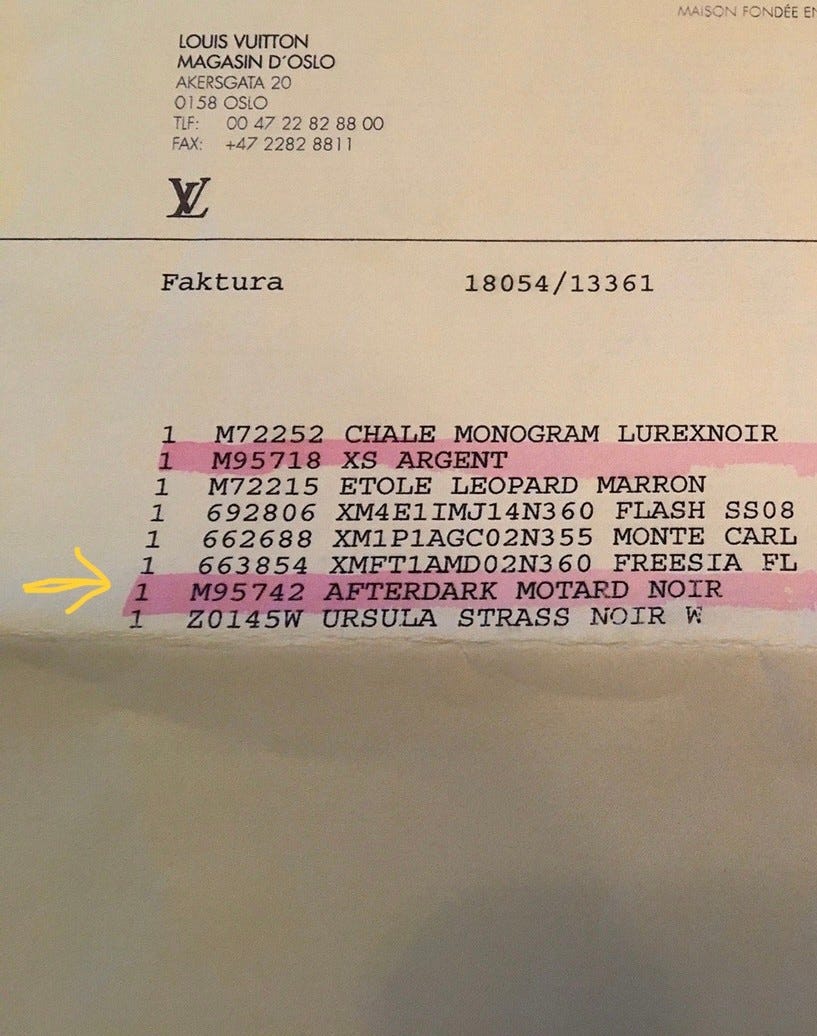 MAISON FONDÉE EN
LOUIS VUITTON
MAGASIN D´OSLO
AKERSGATA 20
0158 OSLO
TLF: 00 47 22 82 88 00
FAX: +47 2282 8811
LV
Faktura 18054/13361
1 M72252 CHALE MONOGRAM LUREXNOIR
1 M95718 XS ARGENT
1 M72215 ETOLE LEOPARD MARRON
1 692806 XM4E1IMJ14N360 FLASH SS08
1 662688 XM1P1AGC02N355 MONTE CARL
1 663854 XMFT1AMD02N360 FREESIA FL
1 M95742 AFTERDARK MOTARD NOIR
1 Z0145W URSULA STRASS NOIR W